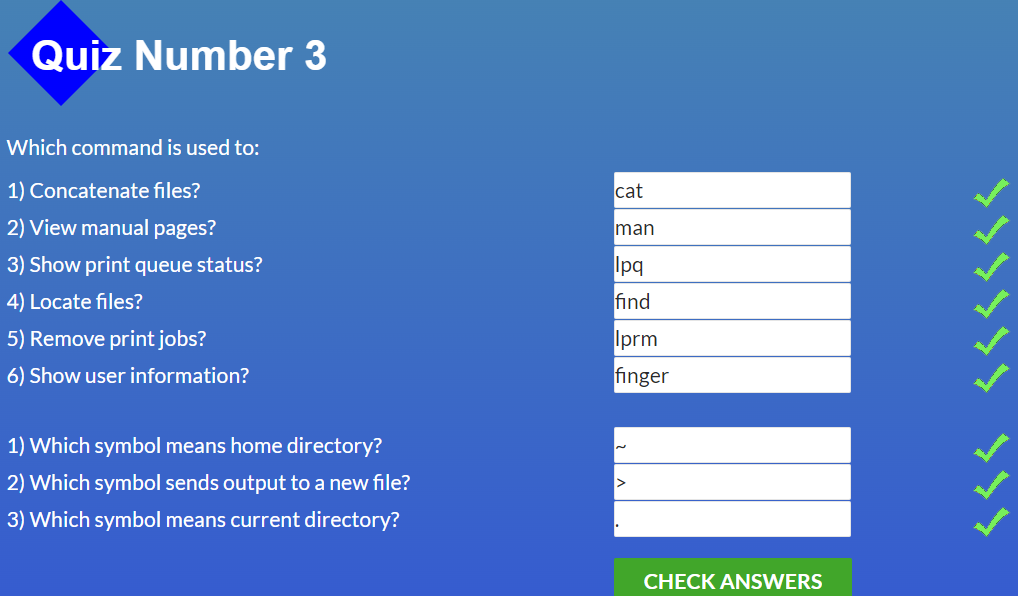 Quiz Number 3
Which command is used to:
1) Concatenate files? cat
2) View manual pages? man
3) Show print queue status? lpq
4) Locate files? find
5) Remove print jobs? lprm
6) Show user information? finger
1) Which symbol means home directory? ~
2) Which symbol sends output to a new file? >
3) Which symbol means current directory? .
CHECK ANSWERS